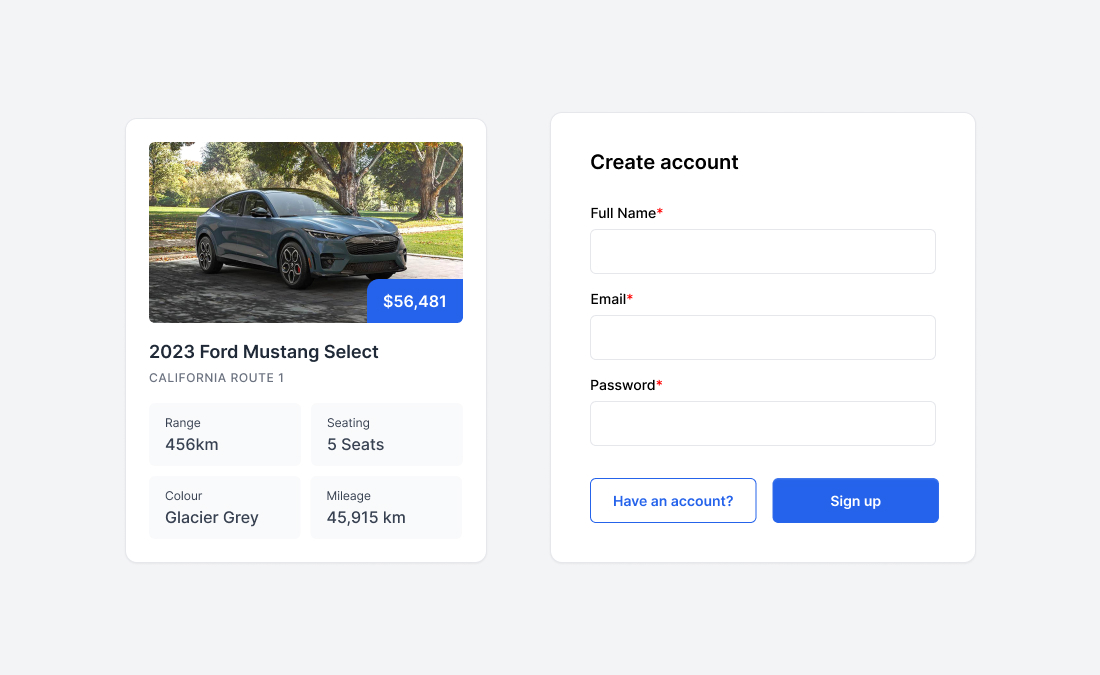 $56,481
2023 Ford Mustang Select
CALIFORNIA ROUTE 1
Range
456km
Seating
5 Seats
Colour
Glacier Grey
Mileage
45,915 km
Create account
Full Name*
Email*
Password*
Have an account?
Sign up